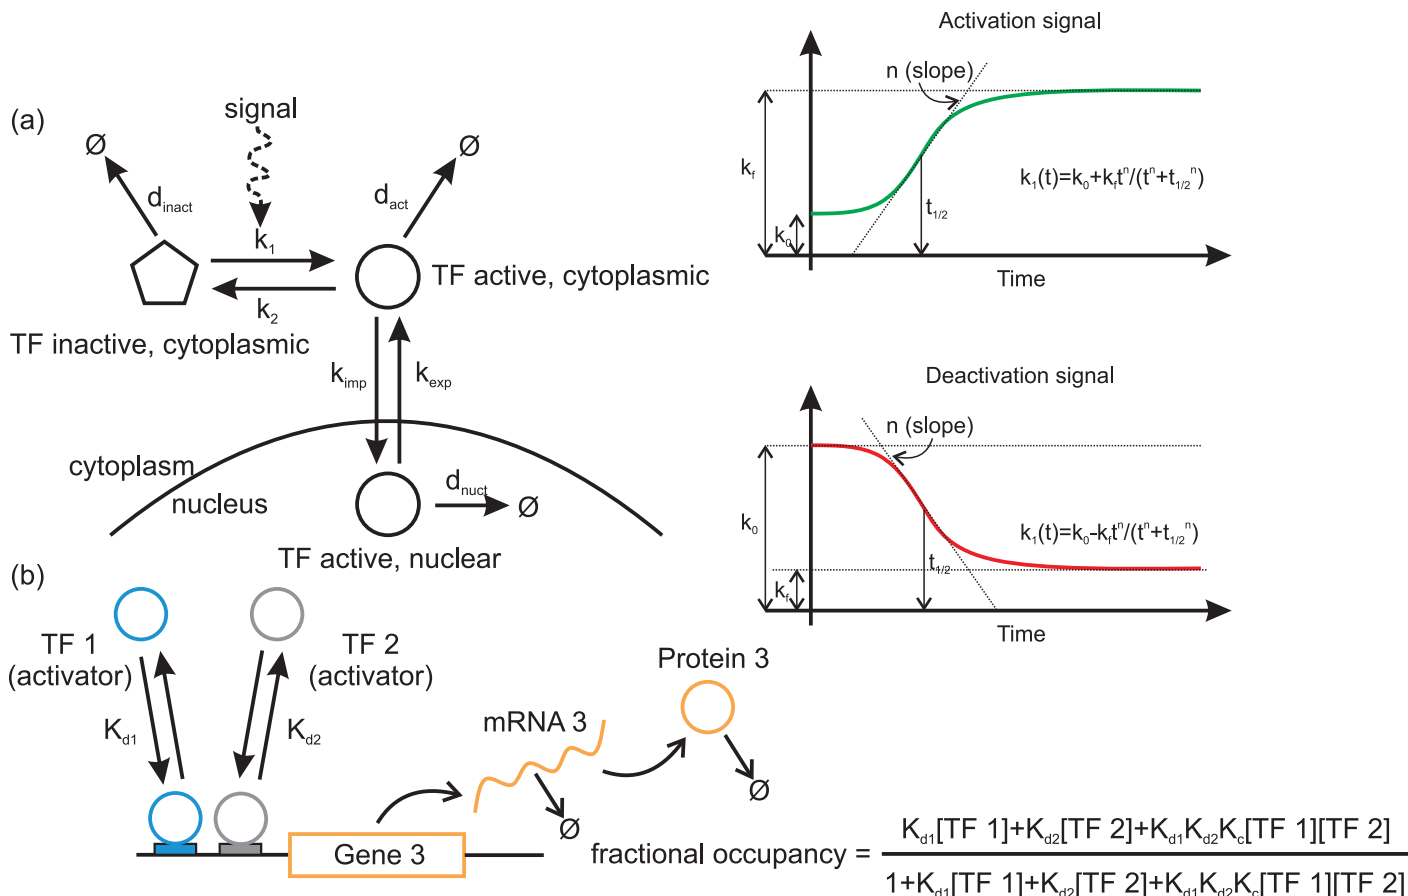 (a)
signal
Ø
Ø
d_inact
d_act
k_1
k_2
TF active, cytoplasmic
TF inactive, cytoplasmic
k_imp
k_exp
cytoplasm
nucleus
d_nuct
Ø
TF active, nuclear
Activation signal
n (slope)
k_f
k_0
t_1/2
k_1(t)=k_0+k_ft^n/(t^n+t_1/2^n)
Time
Deactivation signal
n (slope)
k_0
k_f
t_1/2
k_1(t)=k_0-k_ft^n/(t^n+t_1/2^n)
Time
(b)
TF 1
(activator)
TF 2
(activator)
K_d1
K_d2
Gene 3
mRNA 3
Ø
Protein 3
Ø
fractional occupancy =
K_d1[TF 1]+K_d2[TF 2]+K_d1K_d2K_c[TF 1][TF 2]
1+K_d1[TF 1]+K_d2[TF 2]+K_d1K_d2K_c[TF 1][TF 2]